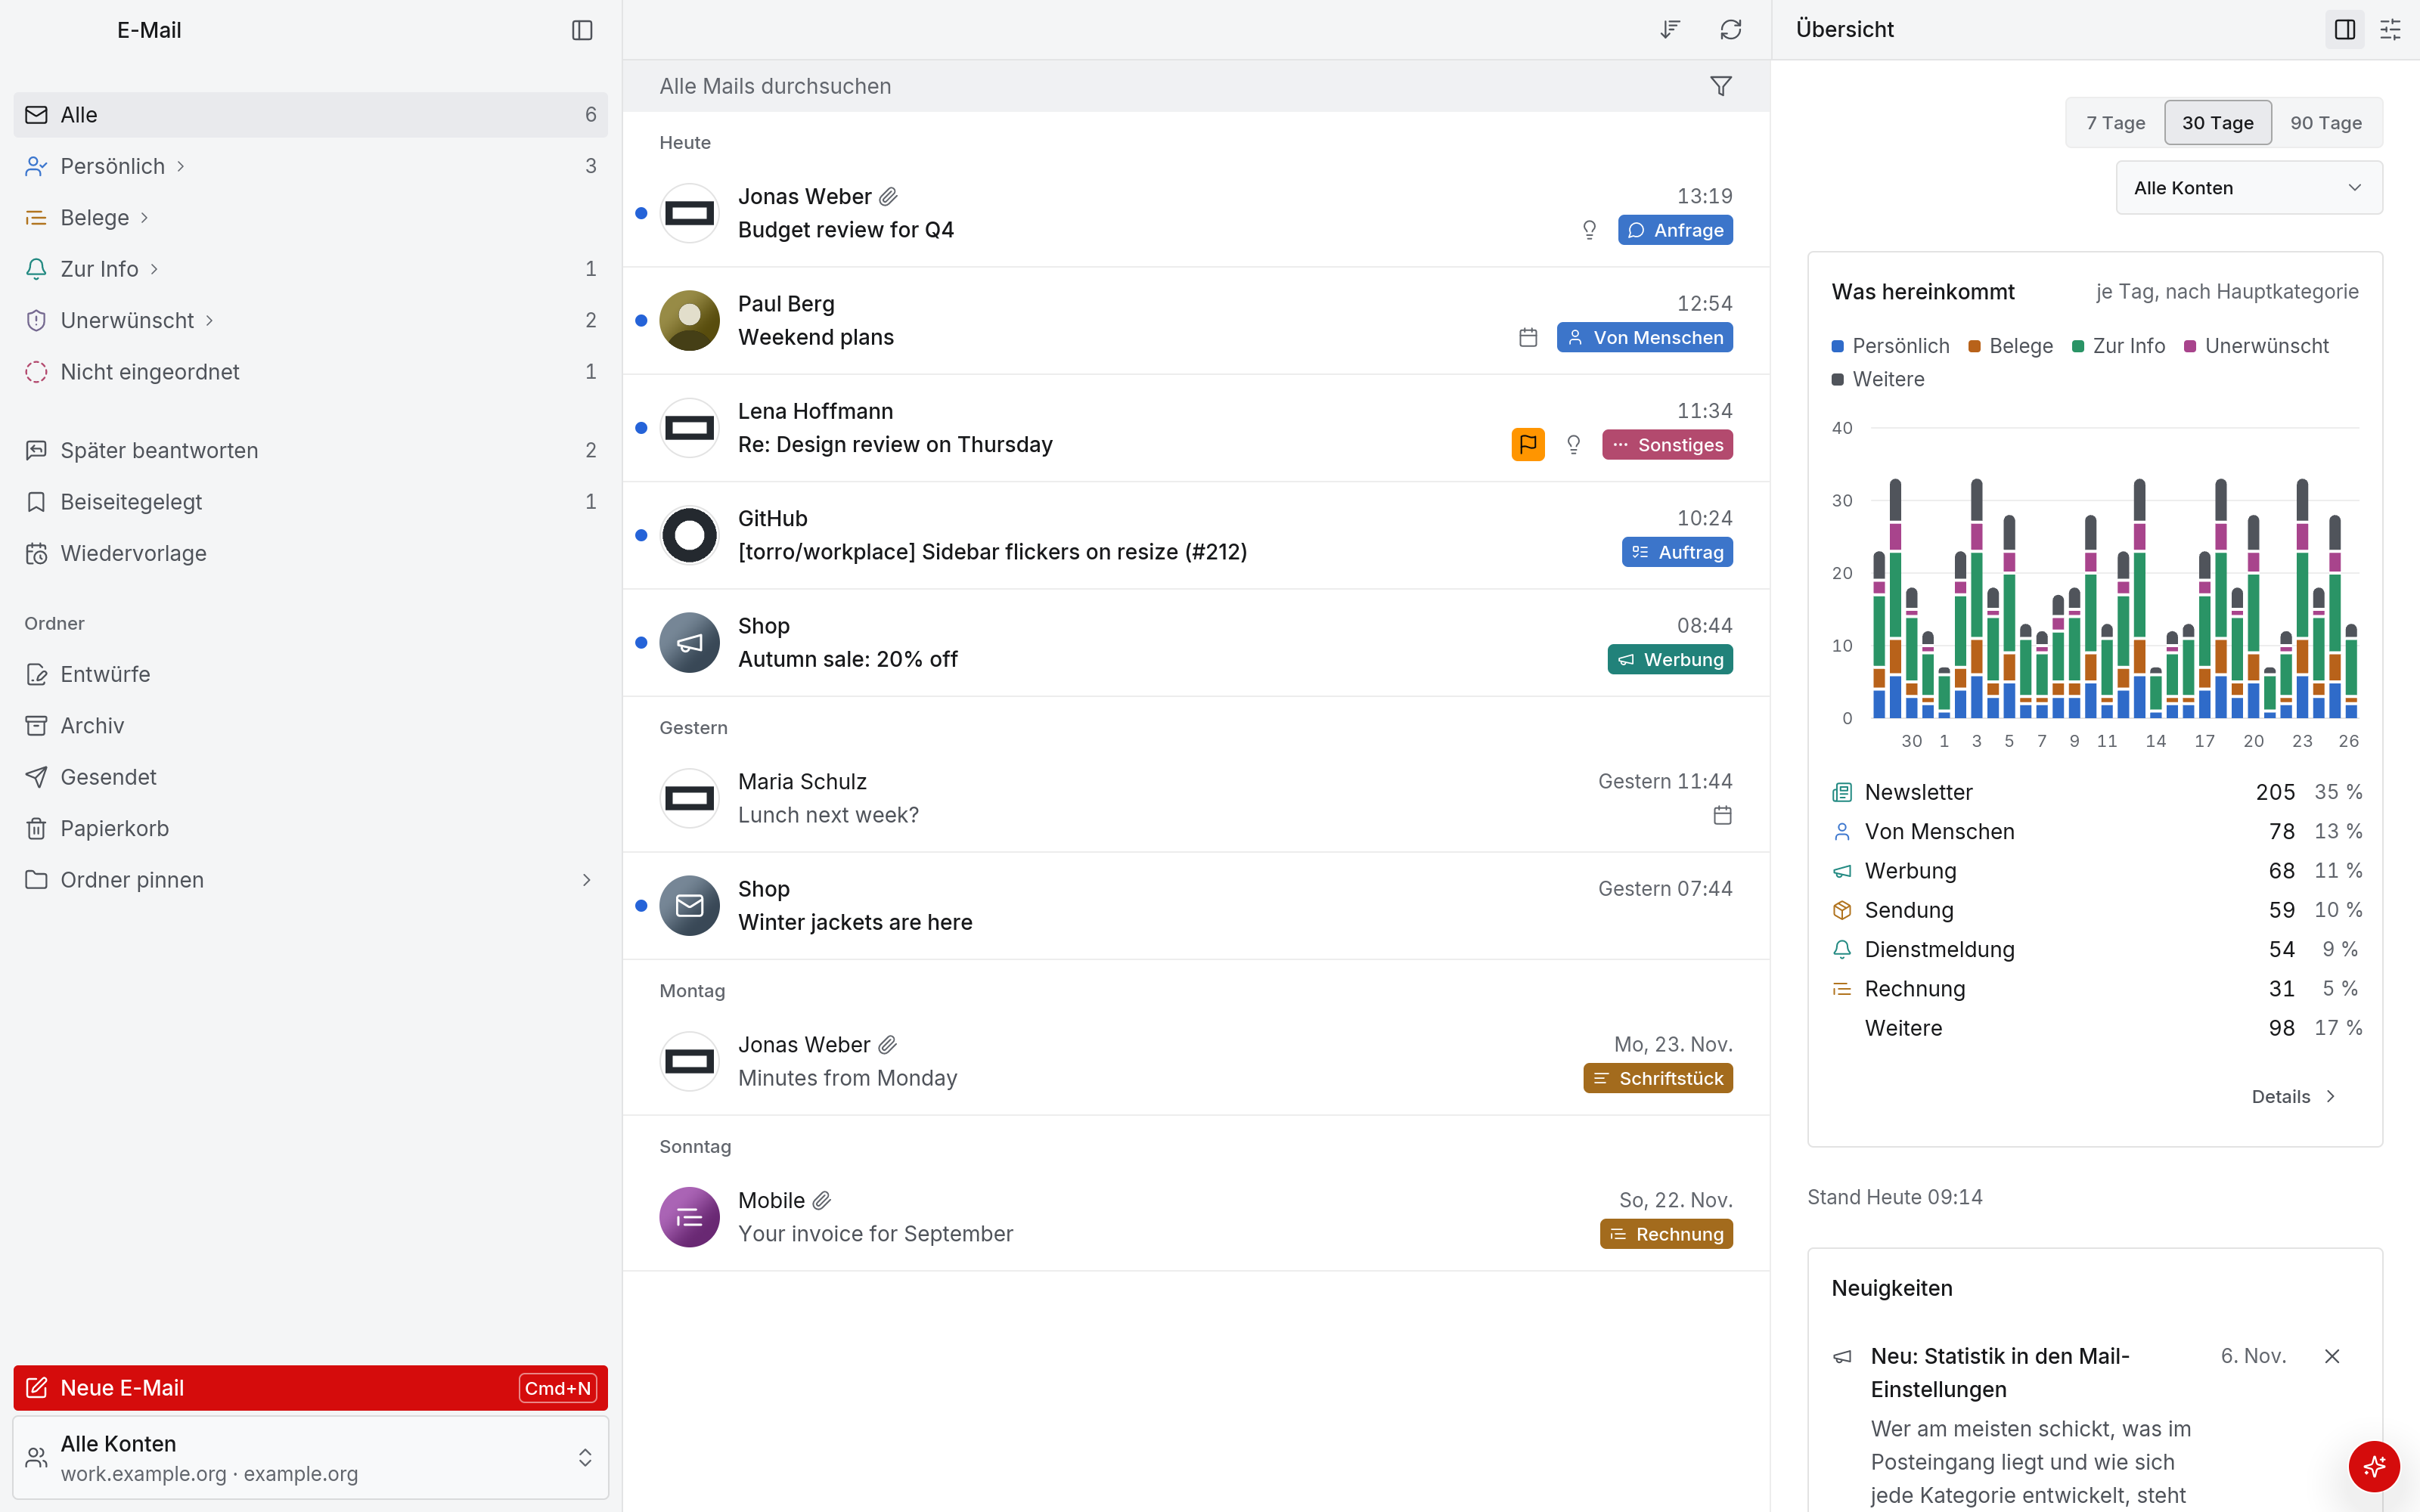 E-Mail
Alle 6
Persönlich 3
Belege
Zur Info 1
Unerwünscht 2
Nicht eingeordnet 1
Später beantworten 2
Beiseitegelegt 1
Wiedervorlage
Ordner
Entwürfe
Archiv
Gesendet
Papierkorb
Ordner pinnen
Neue E-Mail Cmd+N
Alle Konten
work.example.org · example.org
Alle Mails durchsuchen
Heute
Jonas Weber 13:19
Budget review for Q4 Anfrage
Paul Berg 12:54
Weekend plans Von Menschen
Lena Hoffmann 11:34
Re: Design review on Thursday Sonstiges
GitHub 10:24
[torro/workplace] Sidebar flickers on resize (#212) Auftrag
Shop 08:44
Autumn sale: 20% off Werbung
Gestern
Maria Schulz Gestern 11:44
Lunch next week?
Shop Gestern 07:44
Winter jackets are here
Montag
Jonas Weber Mo, 23. Nov.
Minutes from Monday Schriftstück
Sonntag
Mobile So, 22. Nov.
Your invoice for September Rechnung
Übersicht
7 Tage 30 Tage 90 Tage
Alle Konten
Was hereinkommt je Tag, nach Hauptkategorie
Persönlich Belege Zur Info Unerwünscht
Weitere
40
30
20
10
0
30 1 3 5 7 9 11 14 17 20 23 26
Newsletter 205 35 %
Von Menschen 78 13 %
Werbung 68 11 %
Sendung 59 10 %
Dienstmeldung 54 9 %
Rechnung 31 5 %
Weitere 98 17 %
Details
Stand Heute 09:14
Neuigkeiten
Neu: Statistik in den Mail- 6. Nov.
Einstellungen
Wer am meisten schickt, was im
Posteingang liegt und wie sich
jede Kategorie entwickelt, steht